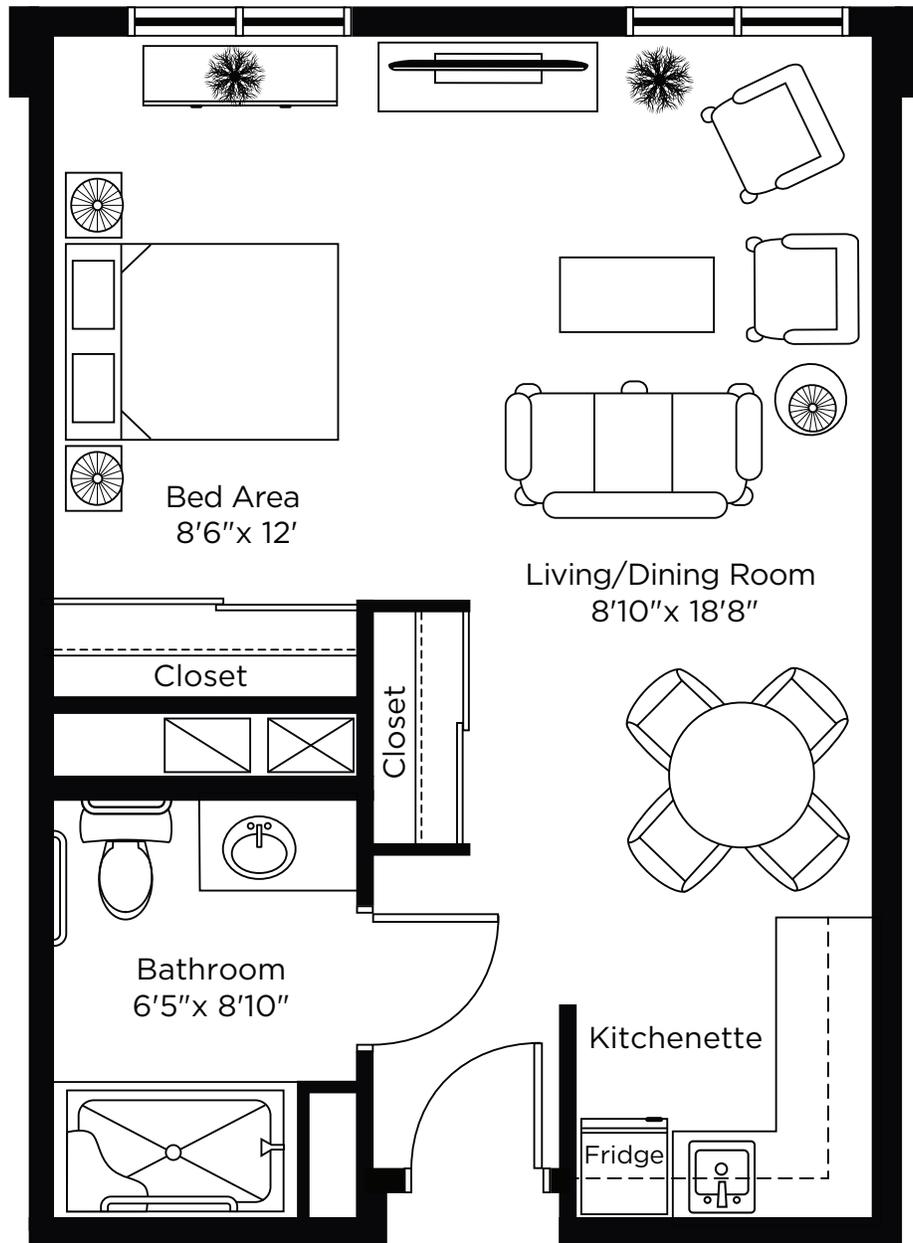 Bed Area
8'6"x 12'
Living/Dining Room
8'10"x 18'8"
Closet
Closet
Bathroom
6'5"x 8'10"
Kitchenette
Fridge